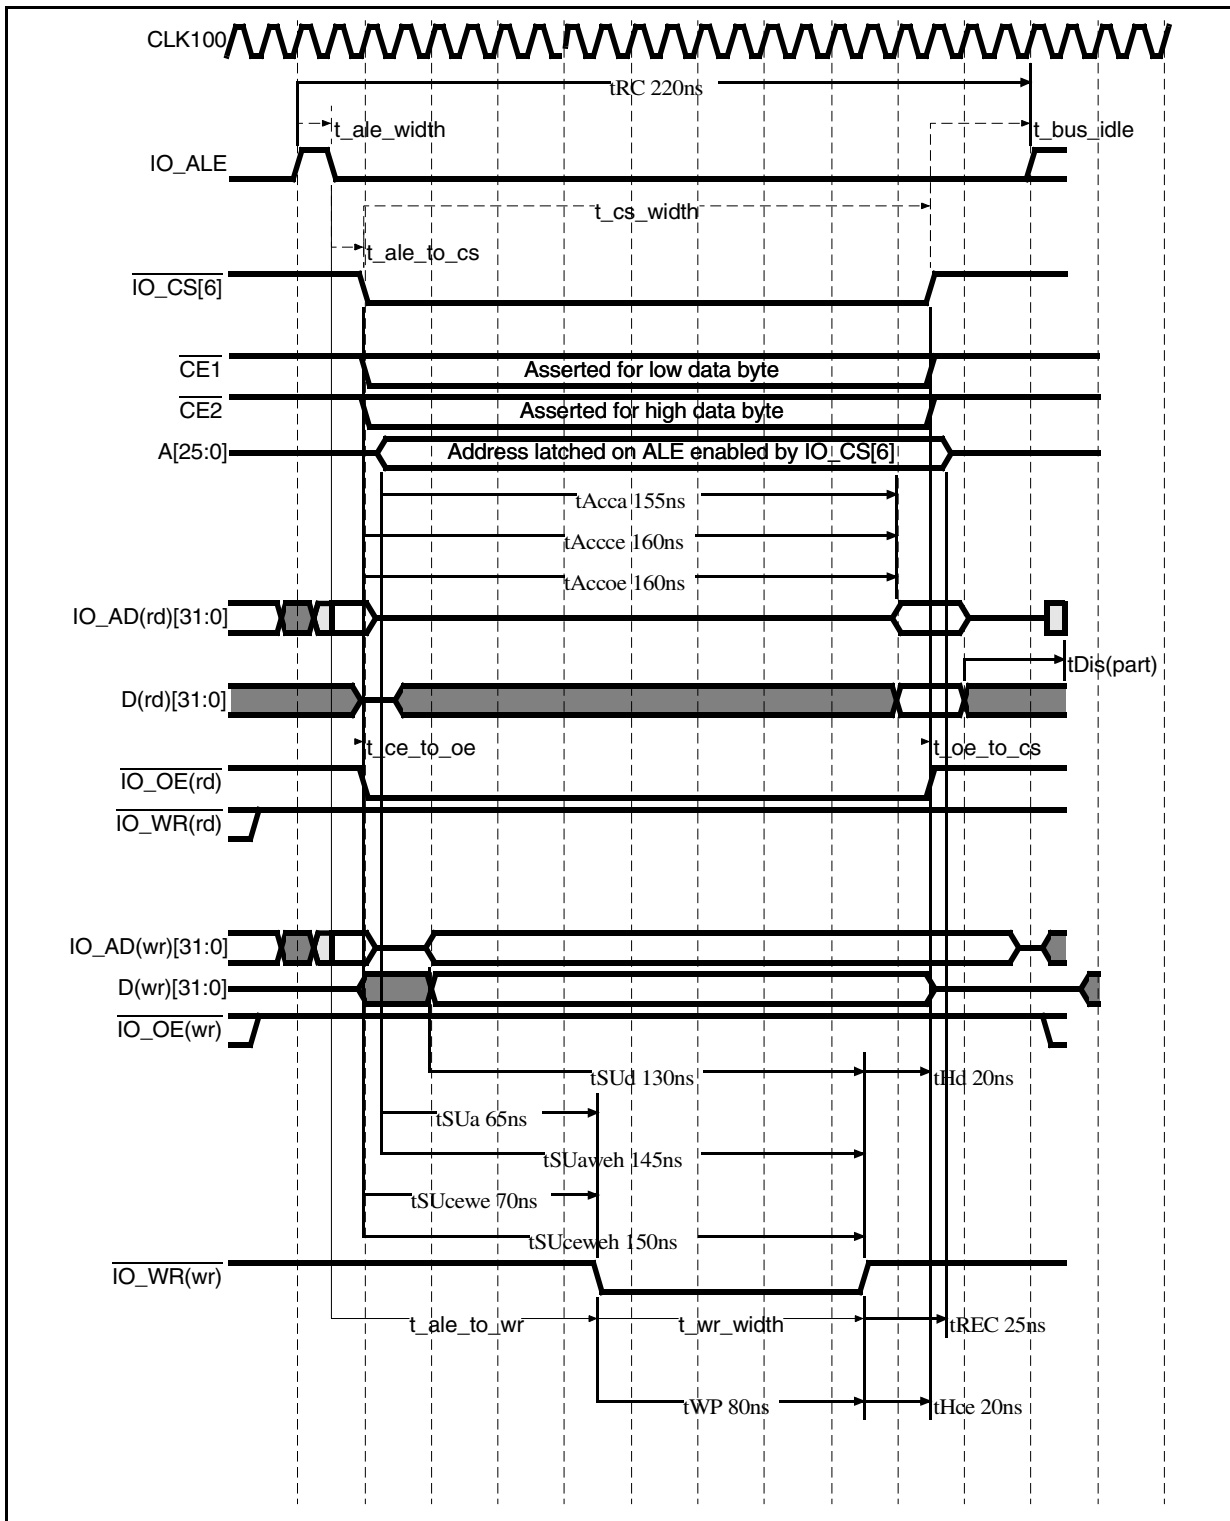 CLK100
tRC 220ns
t_ale_width
t_bus_idle
IO_ALE
t_cs_width
t_ale_to_cs
IO_CS[6]
CE1
Asserted for low data byte
CE2
Asserted for high data byte
A[25:0]
Address latched on ALE enabled by IO_CS[6]
tAcca 155ns
tAccce 160ns
tAccoe 160ns
IO_AD(rd)[31:0]
tDis(part)
D(rd)[31:0]
t_ce_to_oe
t_oe_to_cs
IO_OE(rd)
IO_WR(rd)
IO_AD(wr)[31:0]
D(wr)[31:0]
IO_OE(wr)
tSUd 130ns
tHd 20ns
tSUa 65ns
tSUaweh 145ns
tSUcewe 70ns
tSUceweh 150ns
IO_WR(wr)
t_ale_to_wr
t_wr_width
tREC 25ns
tWP 80ns
tHce 20ns